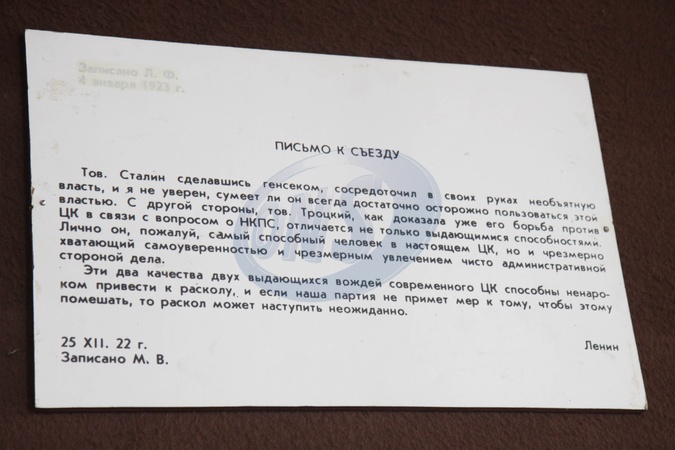 Записано Л. Ф.
4 января 1923 г.
ПИСЬМО К СЪЕЗДУ
Тов. Сталин сделавшись генсеком, сосредоточил в своих руках необъятную
власть, и я не уверен, сумеет ли он всегда достаточно осторожно пользоваться этой
властью. С другой стороны, тов. Троцкий, как доказала уже его борьба против
ЦК в связи с вопросом о НКПС, отличается не только выдающимися способностями.
Лично он, пожалуй, самый способный человек в настоящем ЦК, но и чрезмерно
хватающий самоуверенностью и чрезмерным увлечением чисто административной
стороной дела.
Эти два качества двух выдающихся вождей современного ЦК способны ненаро-
ком привести к расколу, и если наша партия не примет мер к тому, чтобы этому
помешать, то раскол может наступить неожиданно.
25 XII. 22 г.
Записано М. В.
Ленин